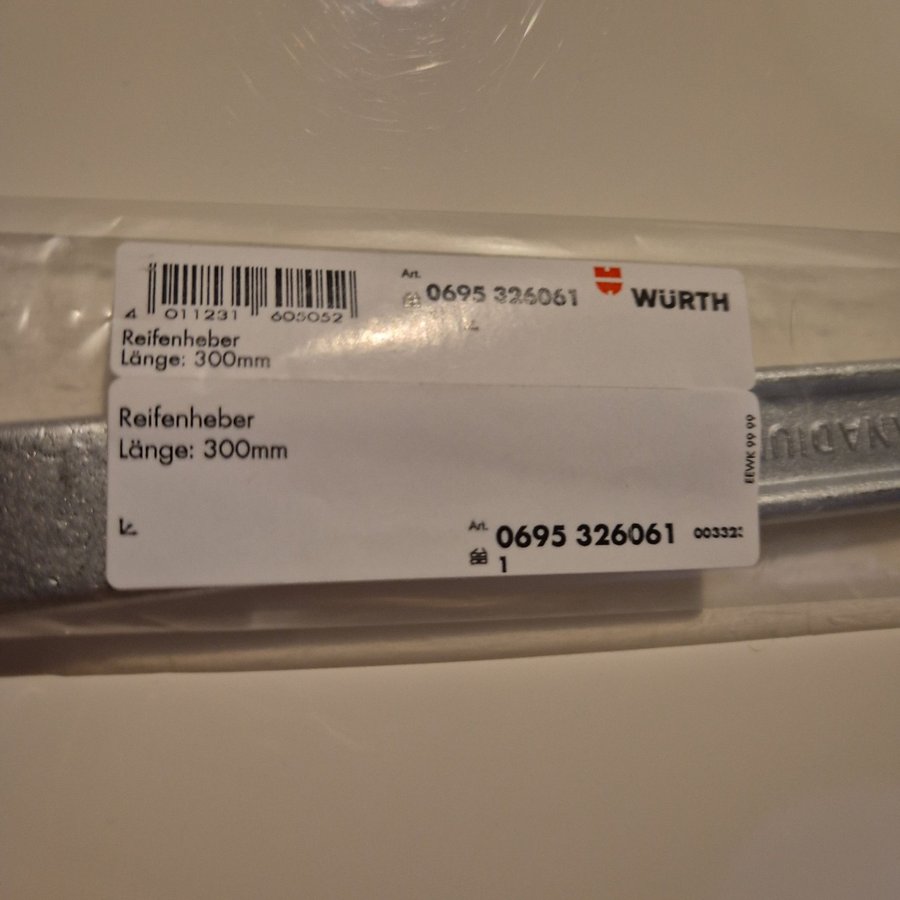 4 011231 605052
Art. 0695 326061
WÜRTH
Reifenheber
Länge: 300mm
Reifenheber
Länge: 300mm
EEWK 99 99
Art. 0695 326061
1